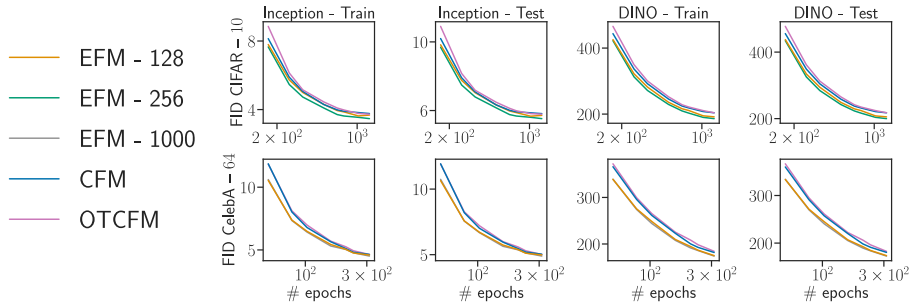 EFM - 128
EFM - 256
EFM - 1000
CFM
OTCFM
Inception - Train
Inception - Test
DINO - Train
DINO - Test
FID CIFAR - 10
8
4
2 × 10²
10³
10
6
2 × 10²
10³
400
200
2 × 10²
10³
400
200
2 × 10²
10³
FID CelebA - 64
10
5
10²
3 × 10²
# epochs
10
5
10²
3 × 10²
# epochs
300
200
10²
3 × 10²
# epochs
300
200
10²
3 × 10²
# epochs